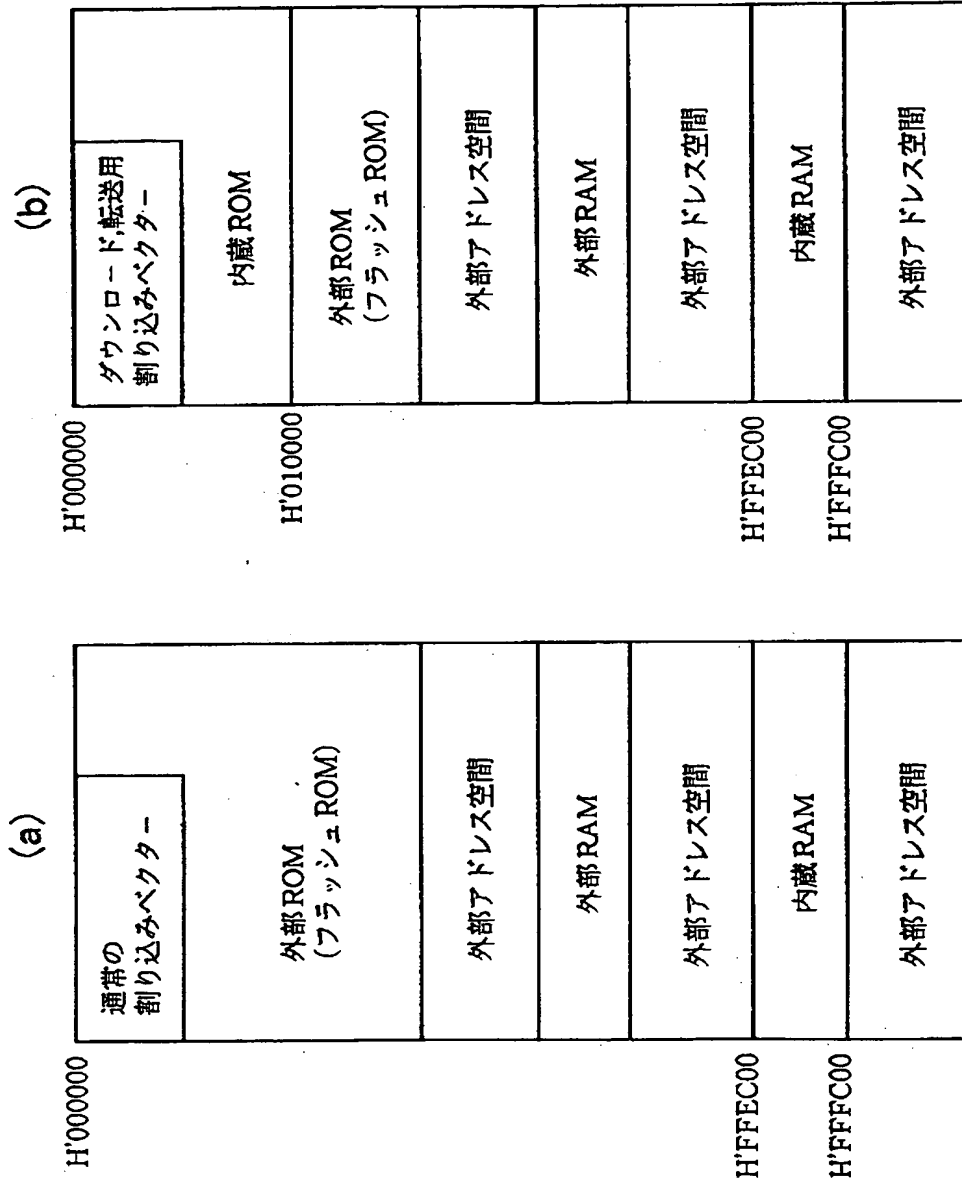 (a)
H'000000
通常の
割り込みベクター
外部ROM
(フラッシュROM)
外部アドレス空間
外部RAM
外部アドレス空間
H'FFEC00
内蔵RAM
H'FFFC00
外部アドレス空間
(b)
H'000000
ダウンロード,転送用
割り込みベクター
内蔵ROM
H'010000
外部ROM
(フラッシュROM)
外部アドレス空間
外部RAM
外部アドレス空間
H'FFEC00
内蔵RAM
H'FFFC00
外部アドレス空間